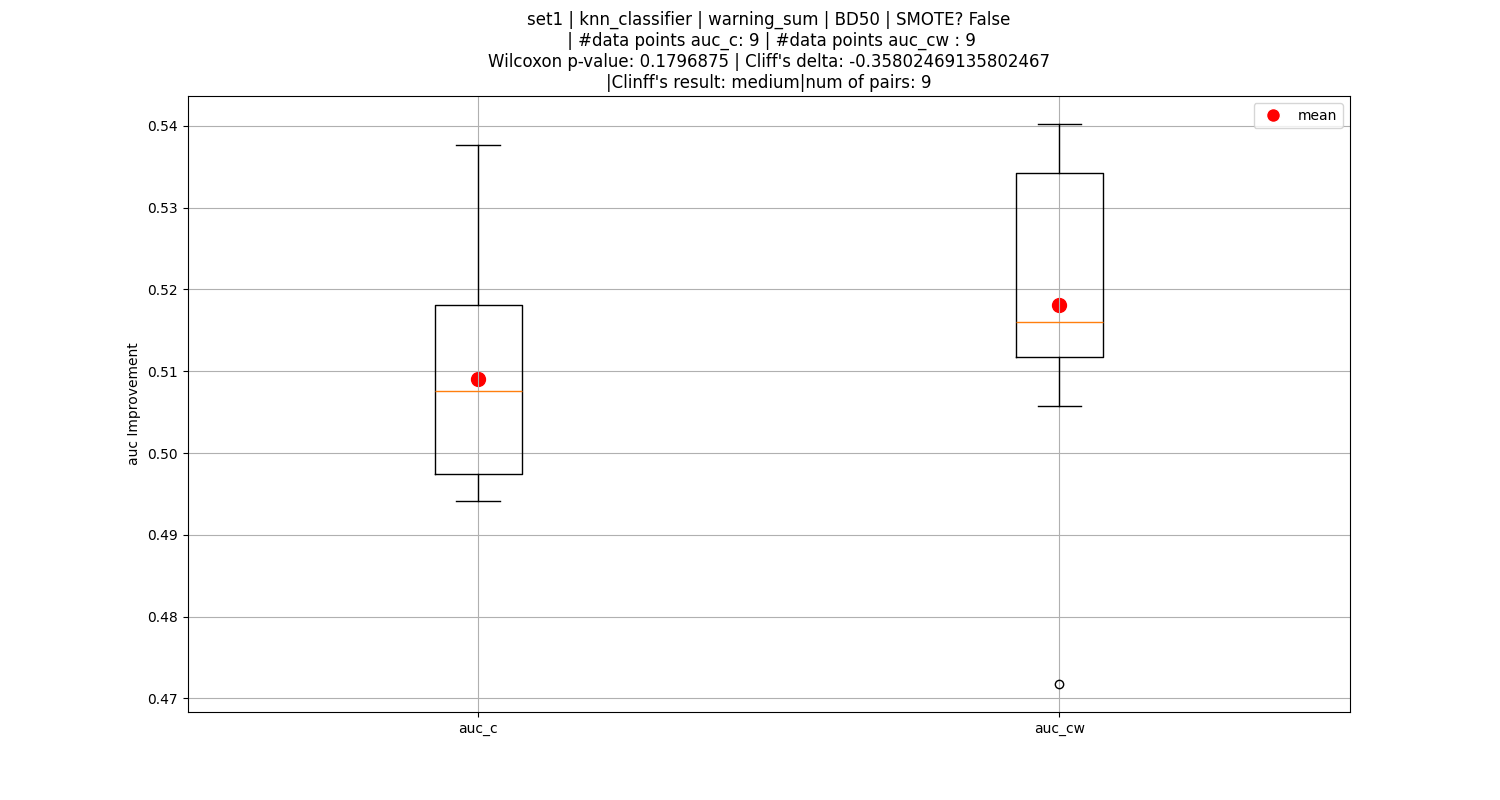 set1 | knn_classifier | warning_sum | BD50 | SMOTE? False
| #data points auc_c: 9 | #data points auc_cw : 9
Wilcoxon p-value: 0.1796875 | Cliff's delta: -0.35802469135802467
|Clinff's result: medium|num of pairs: 9
mean
0.54
0.53
0.52
0.51
0.50
0.49
0.48
0.47
auc Improvement
auc_c
auc_cw